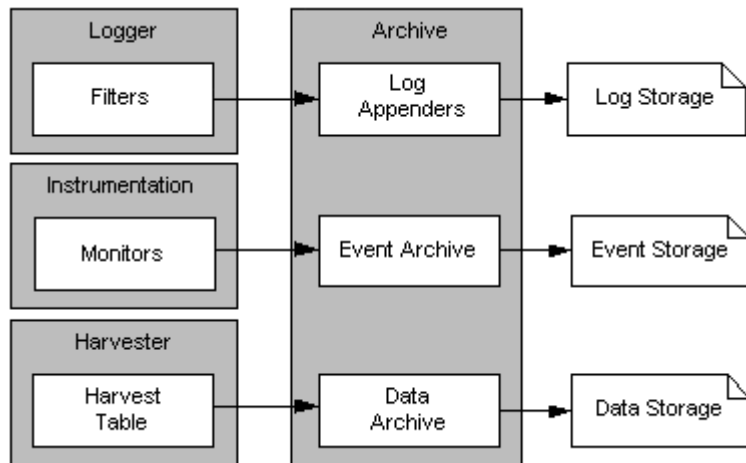 Logger
Archive
Filters
Log
Appenders
Log Storage
Instrumentation
Monitors
Event Archive
Event Storage
Harvester
Harvest
Table
Data
Archive
Data Storage